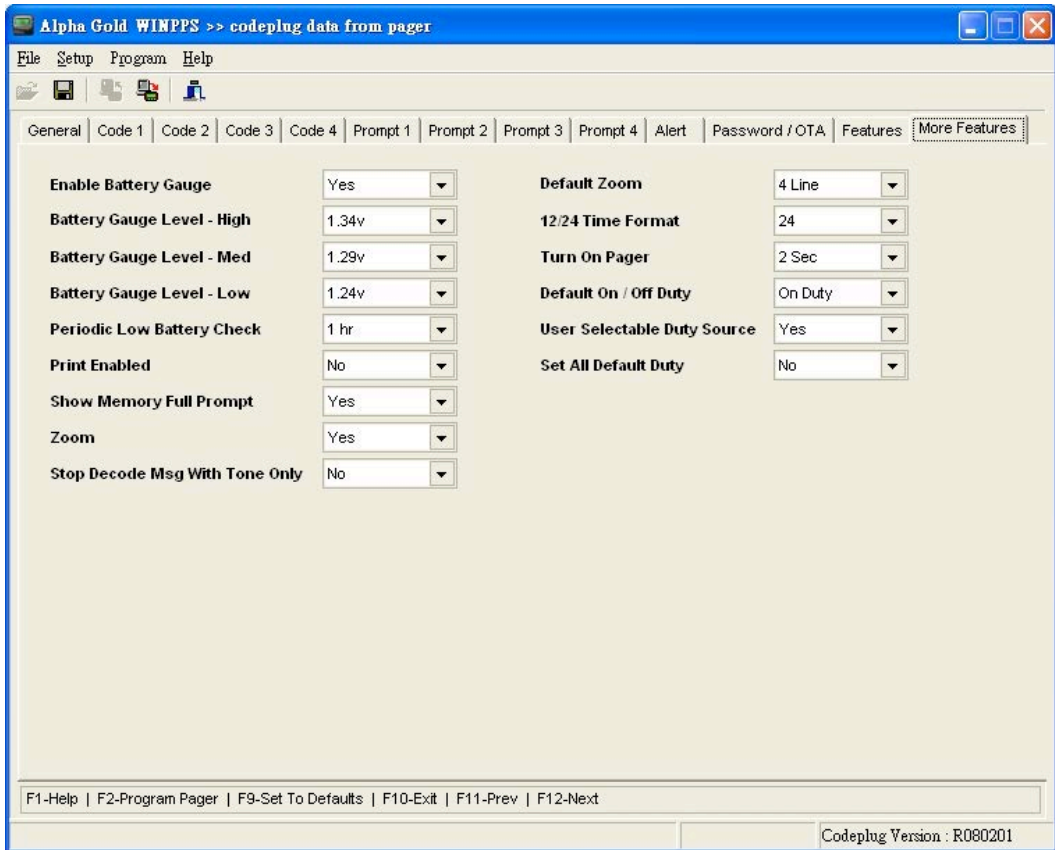 Alpha Gold WINPPS >> codeplug data from pager
File Setup Program Help
General Code 1 Code 2 Code 3 Code 4 Prompt 1 Prompt 2 Prompt 3 Prompt 4 Alert Password / OTA Features More Features
Enable Battery Gauge Yes
Battery Gauge Level - High 1.34v
Battery Gauge Level - Med 1.29v
Battery Gauge Level - Low 1.24v
Periodic Low Battery Check 1 hr
Print Enabled No
Show Memory Full Prompt Yes
Zoom Yes
Stop Decode Msg With Tone Only No
Default Zoom 4 Line
12/24 Time Format 24
Turn On Pager 2 Sec
Default On / Off Duty On Duty
User Selectable Duty Source Yes
Set All Default Duty No
F1-Help | F2-Program Pager | F9-Set To Defaults | F10-Exit | F11-Prev | F12-Next
Codeplug Version : R080201